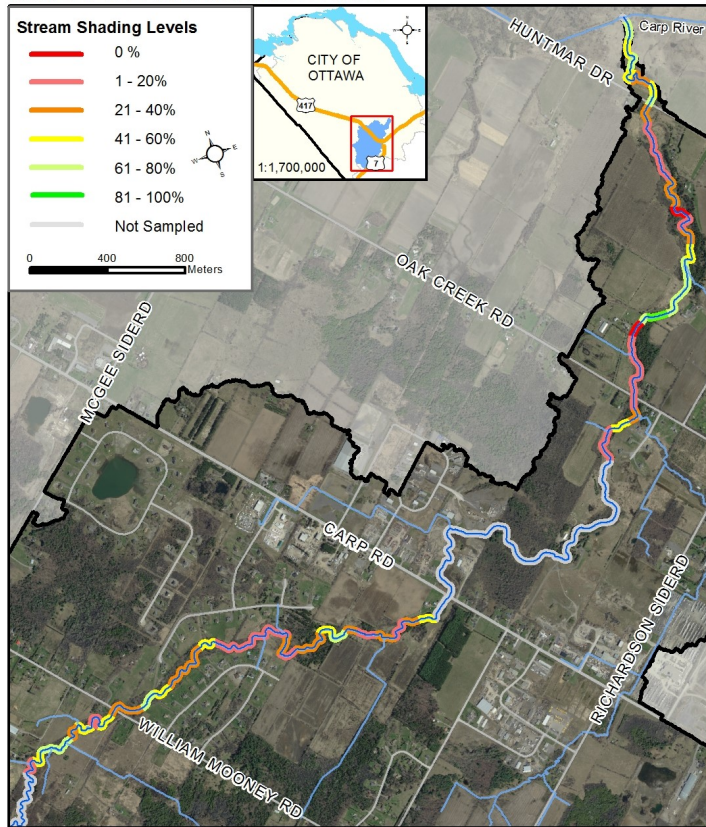 Stream Shading Levels
0 %
1 - 20%
21 - 40%
41 - 60%
61 - 80%
81 - 100%
Not Sampled
N
W
E
S
0 400 800
Meters
CITY OF
OTTAWA
417
7
1:1,700,000
HUNTMAR DR
Carp River
OAK CREEK RD
MCGEE SIDERD
CARP RD
RICHARDSON SIDERD
WILLIAM MOONEY RD